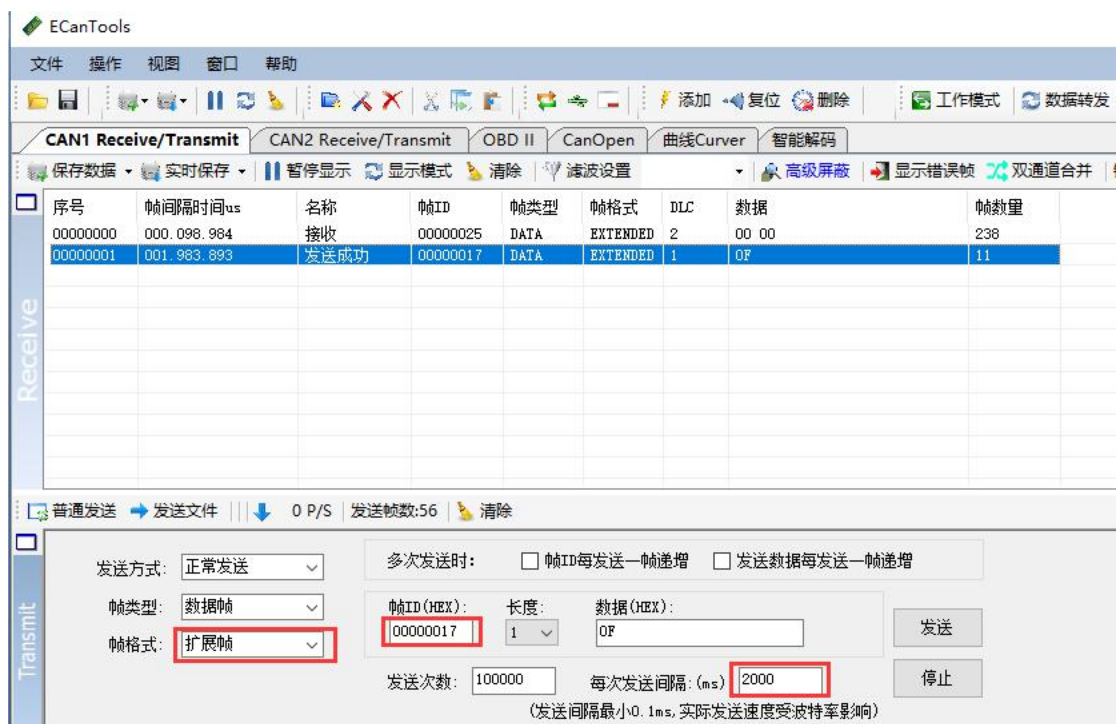 ECanTools
文件 操作 视图 窗口 帮助
添加 复位 删除 工作模式 数据转发
CAN1 Receive/Transmit CAN2 Receive/Transmit OBD II CanOpen 曲线Curver 智能解码
保存数据 实时保存 暂停显示 显示模式 清除 滤波设置 高级屏蔽 显示错误帧 双通道合并
序号 帧间隔时间us 名称 帧ID 帧类型 帧格式 DLC 数据 帧数量
00000000 000.098.984 接收 00000025 DATA EXTENDED 2 00 00 238
00000001 001.983.893 发送成功 00000017 DATA EXTENDED 1 0F 11
Receive
普通发送 发送文件 0 P/S 发送帧数:56 清除
发送方式: 正常发送 多次发送时: 帧ID每发送一帧递增 发送数据每发送一帧递增
帧类型: 数据帧 帧ID(HEX): 长度: 数据(HEX):
帧格式: 扩展帧 00000017 1 0F 发送
发送次数: 100000 每次发送间隔:(ms) 2000 停止
(发送间隔最小0.1ms,实际发送速度受波特率影响)
Transmit